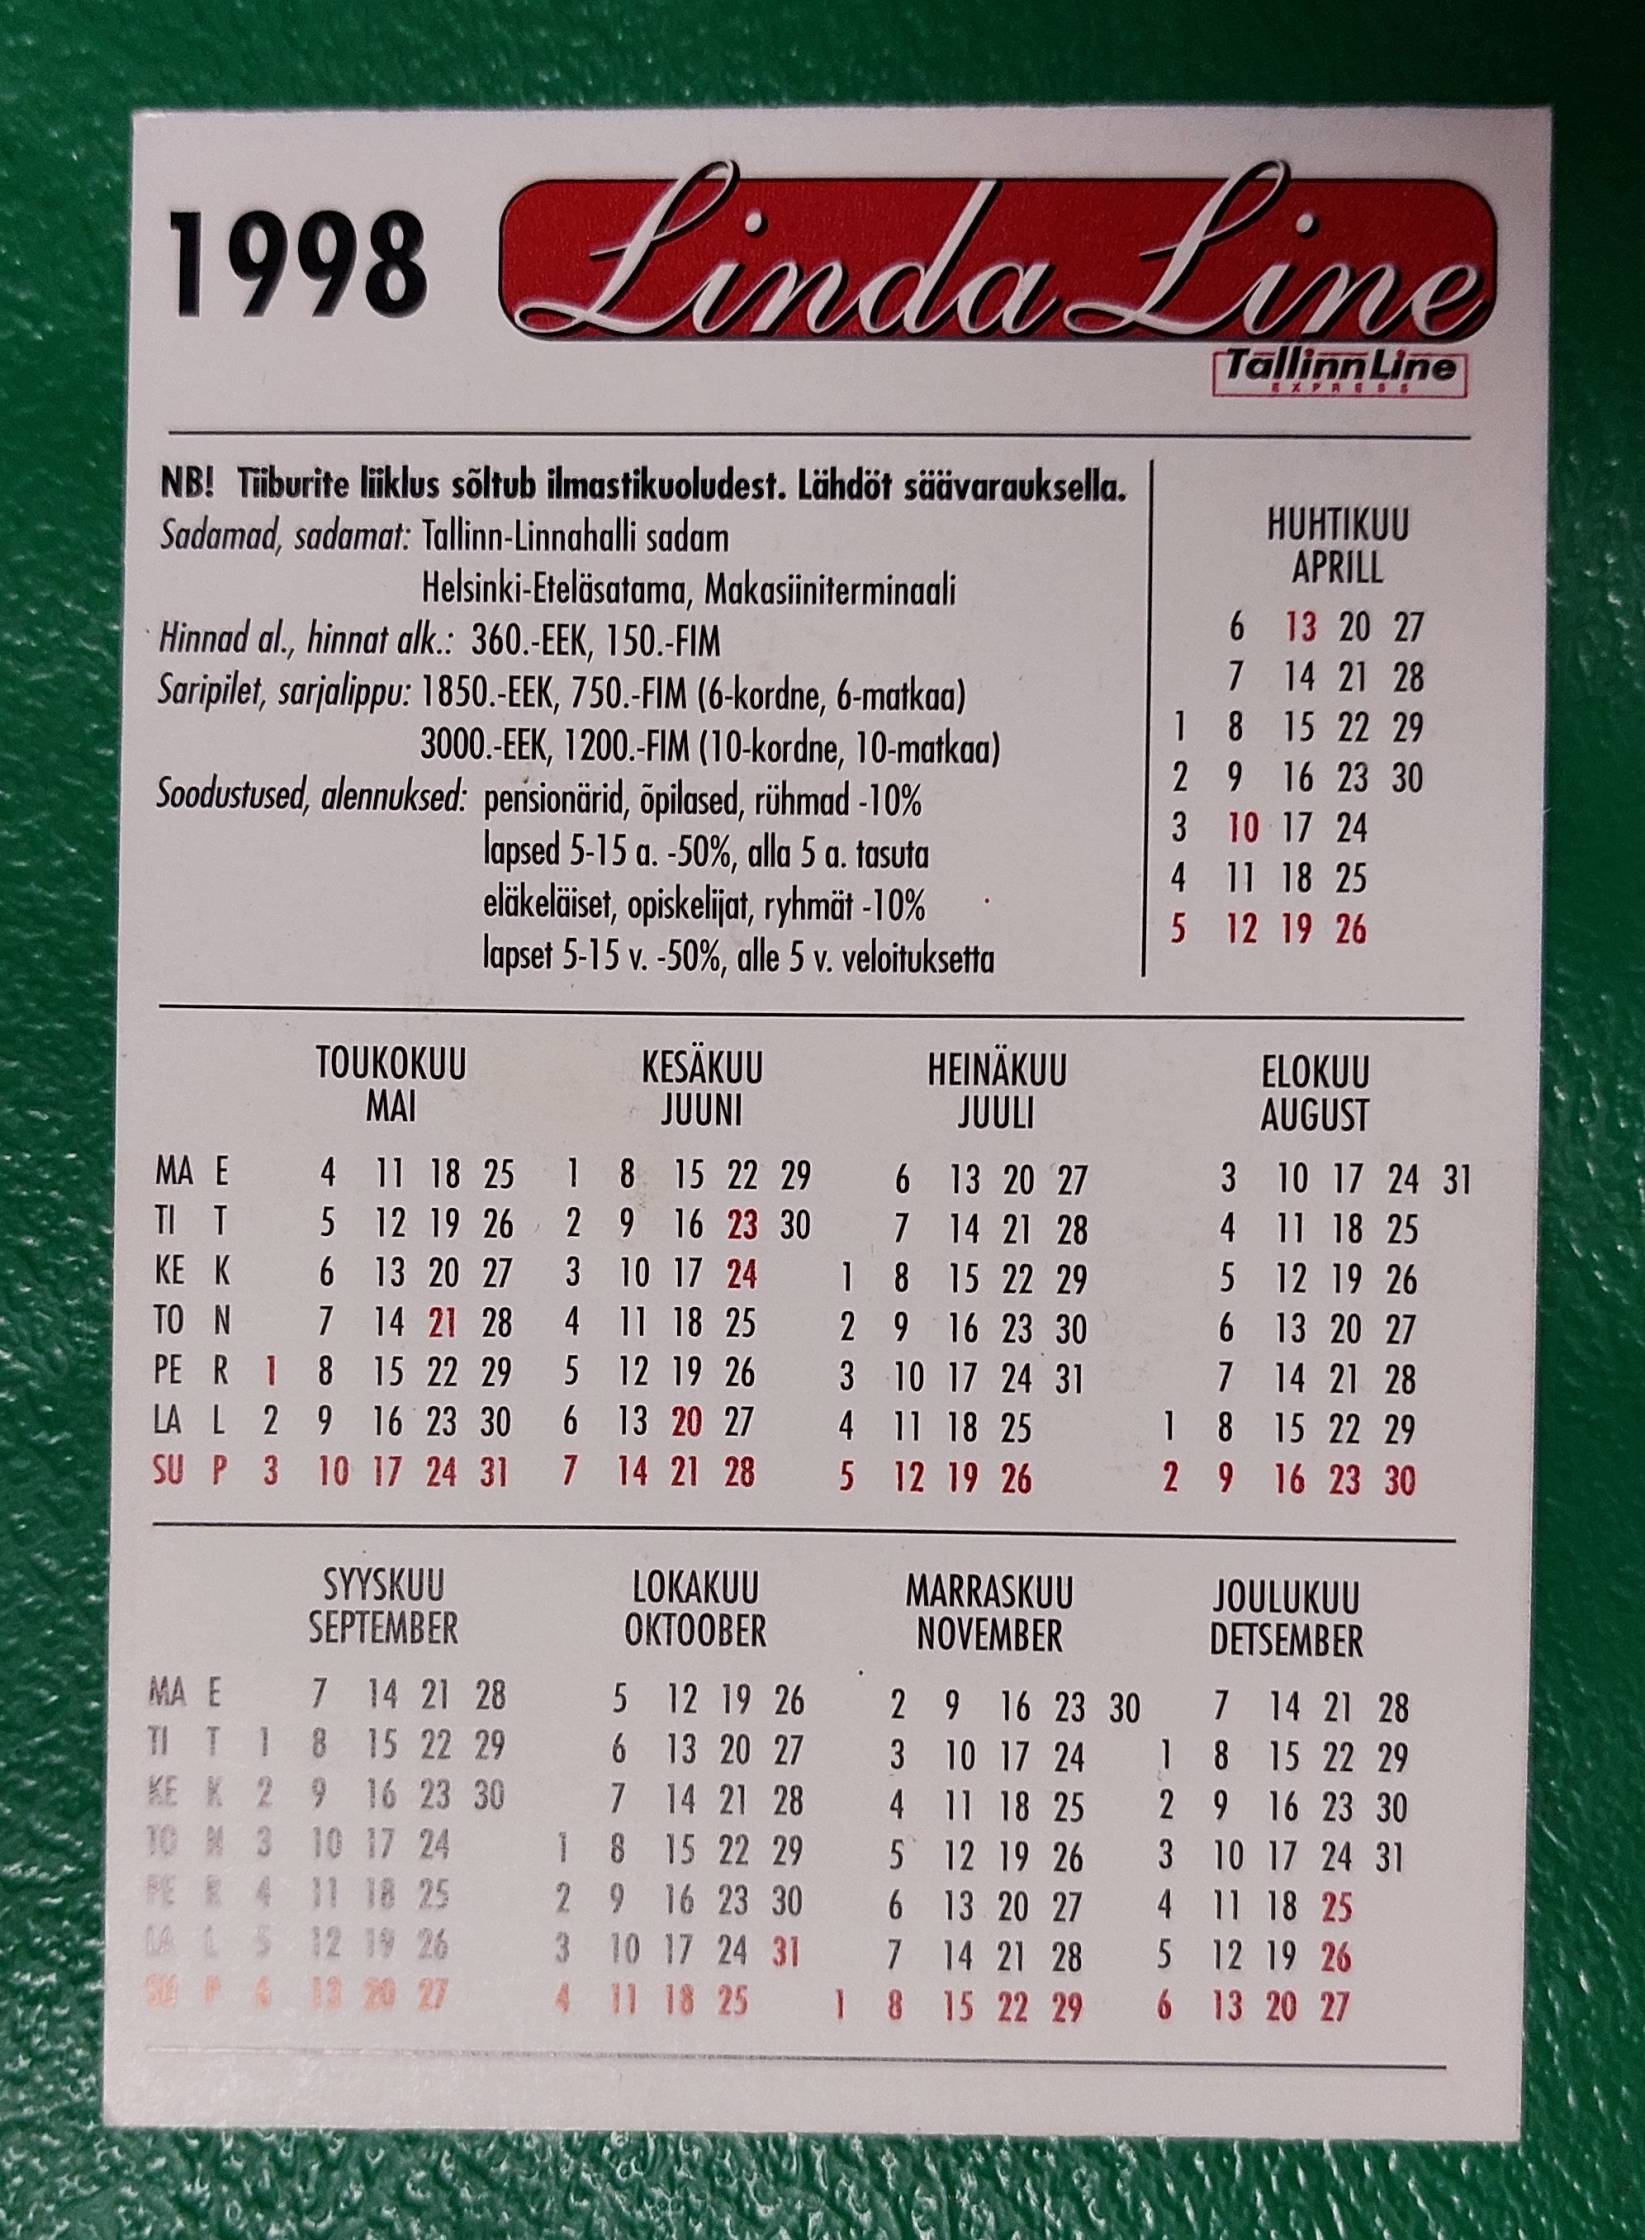 1998
Linda Line
Tallinn Line
EXPRESS
NB! Tiiburite liiklus sõltub ilmastikuoludest. Lähdöt säävarauksella.
Sadamad, sadamat: Tallinn-Linnahalli sadam
Helsinki-Eteläsatama, Makasiiniterminaali
Hinnad al., hinnat alk.: 360.-EEK, 150.-FIM
Saripilet, sarjalippu: 1850.-EEK, 750.-FIM (6-kordne, 6-matkaa)
3000.-EEK, 1200.-FIM (10-kordne, 10-matkaa)
Soodustused, alennuksed: pensionärid, õpilased, rühmad -10%
lapsed 5-15 a. -50%, alla 5 a. tasuta
eläkeläiset, opiskelijat, ryhmät -10%
lapset 5-15 v. -50%, alle 5 v. veloituksetta
HUHTIKUU
APRILL
6 13 20 27
7 14 21 28
1 8 15 22 29
2 9 16 23 30
3 10 17 24
4 11 18 25
5 12 19 26
TOUKOKUU KESÄKUU HEINÄKUU ELOKUU
MAI JUUNI JUULI AUGUST
MA E 4 11 18 25 1 8 15 22 29 6 13 20 27 3 10 17 24 31
TI T 5 12 19 26 2 9 16 23 30 7 14 21 28 4 11 18 25
KE K 6 13 20 27 3 10 17 24 1 8 15 22 29 5 12 19 26
TO N 7 14 21 28 4 11 18 25 2 9 16 23 30 6 13 20 27
PE R 1 8 15 22 29 5 12 19 26 3 10 17 24 31 7 14 21 28
LA L 2 9 16 23 30 6 13 20 27 4 11 18 25 1 8 15 22 29
SU P 3 10 17 24 31 7 14 21 28 5 12 19 26 2 9 16 23 30
SYYSKUU LOKAKUU MARRASKUU JOULUKUU
SEPTEMBER OKTOOBER NOVEMBER DETSEMBER
MA E 7 14 21 28 5 12 19 26 2 9 16 23 30 7 14 21 28
TI T 1 8 15 22 29 6 13 20 27 3 10 17 24 1 8 15 22 29
KE K 2 9 16 23 30 7 14 21 28 4 11 18 25 2 9 16 23 30
TO N 3 10 17 24 1 8 15 22 29 5 12 19 26 3 10 17 24 31
PE R 4 11 18 25 2 9 16 23 30 6 13 20 27 4 11 18 25
LA L 5 12 19 26 3 10 17 24 31 7 14 21 28 5 12 19 26
SU P 6 13 20 27 4 11 18 25 1 8 15 22 29 6 13 20 27